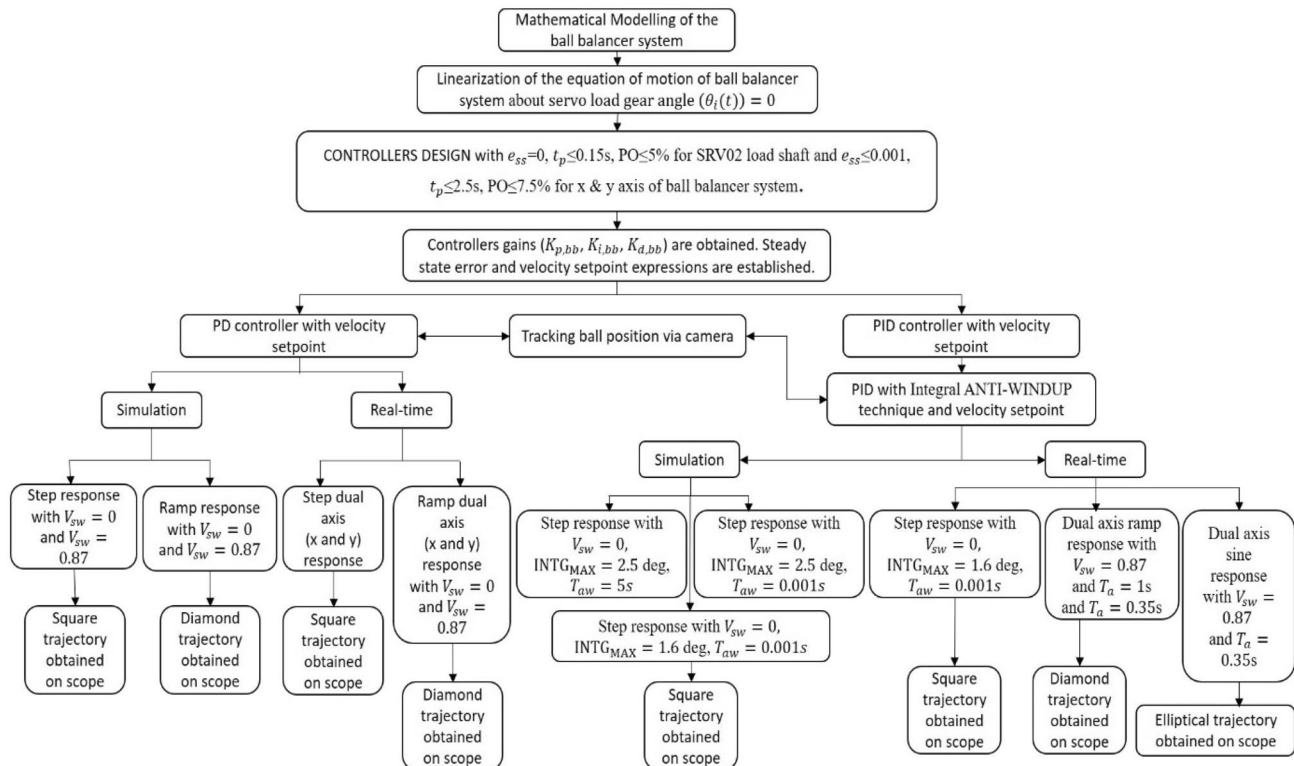 Mathematical Modelling of the
ball balancer system
Linearization of the equation of motion of ball balancer
system about servo load gear angle (θᵢ(t)) = 0
CONTROLLERS DESIGN with e_ss=0, t_p≤0.15s, PO≤5% for SRV02 load shaft and e_ss≤0.001,
t_p≤2.5s, PO≤7.5% for x & y axis of ball balancer system.
Controllers gains (K_p,bb, K_i,bb, K_d,bb) are obtained. Steady
state error and velocity setpoint expressions are established.
PD controller with velocity
setpoint
Tracking ball position via camera
PID controller with velocity
setpoint
PID with Integral ANTI-WINDUP
technique and velocity setpoint
Simulation
Real-time
Simulation
Real-time
Step response
with V_sw = 0
and V_sw =
0.87
Ramp response
with V_sw = 0
and V_sw = 0.87
Step dual
axis
(x and y)
response
Ramp dual
axis
(x and y)
response
with V_sw = 0
and V_sw =
0.87
Step response with
V_sw = 0,
INTG_MAX = 2.5 deg,
T_aw = 5s
Step response with
V_sw = 0,
INTG_MAX = 2.5 deg,
T_aw = 0.001s
Step response with V_sw = 0,
INTG_MAX = 1.6 deg, T_aw = 0.001s
Step response with
V_sw = 0,
INTG_MAX = 1.6 deg,
T_aw = 0.001s
Dual axis ramp
response with
V_sw = 0.87
and T_a = 1s
and T_a = 0.35s
Dual axis
sine
response
with V_sw =
0.87
and T_a =
0.35s
Square
trajectory
obtained
on scope
Diamond
trajectory
obtained
on scope
Square
trajectory
obtained
on scope
Diamond
trajectory
obtained
on scope
Square
trajectory
obtained
on scope
Square
trajectory
obtained
on scope
Diamond
trajectory
obtained
on scope
Elliptical trajectory
obtained on scope